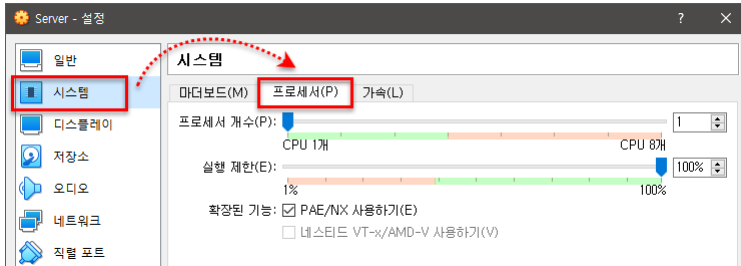 Server - 설정
? ×
일반
시스템
디스플레이
저장소
오디오
네트워크
직렬 포트
시스템
마더보드(M) 프로세서(P) 가속(L)
프로세서 개수(P): 1
CPU 1개 CPU 8개
실행 제한(E): 100%
1% 100%
확장된 기능: PAE/NX 사용하기(E)
네스티드 VT-x/AMD-V 사용하기(V)